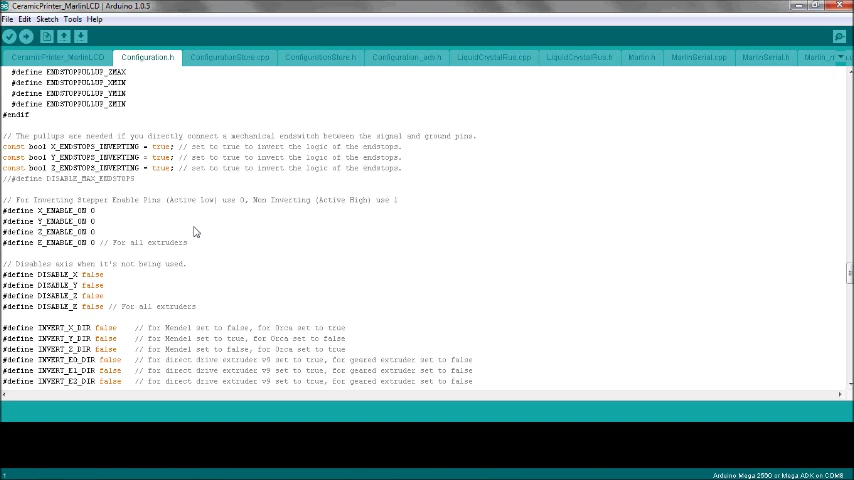 CeramicPrinter_MarlinLCD | Arduino 1.0.5
File Edit Sketch Tools Help
CeramicPrinter_MarlinLCD Configuration.h ConfigurationStore.cpp ConfigurationStore.h Configuration_adv.h LiquidCrystalRus.cpp LiquidCrystalRus.h Marlin.h MarlinSerial.cpp MarlinSerial.h
#define ENDSTOPPULLUP_ZMAX
#define ENDSTOPPULLUP_XMIN
#define ENDSTOPPULLUP_YMIN
#define ENDSTOPPULLUP_ZMIN
#endif
// The pullups are needed if you directly connect a mechanical endswitch between the signal and ground pins.
const bool X_ENDSTOPS_INVERTING = true; // set to true to invert the logic of the endstops.
const bool Y_ENDSTOPS_INVERTING = true; // set to true to invert the logic of the endstops.
const bool Z_ENDSTOPS_INVERTING = true; // set to true to invert the logic of the endstops.
//#define DISABLE_MAX_ENDSTOPS
// For Inverting Stepper Enable Pins (Active Low) use 0, Non Inverting (Active High) use 1
#define X_ENABLE_ON 0
#define Y_ENABLE_ON 0
#define Z_ENABLE_ON 0
#define E_ENABLE_ON 0 // For all extruders
// Disables axis when it's not being used.
#define DISABLE_X false
#define DISABLE_Y false
#define DISABLE_Z false
#define DISABLE_E false // For all extruders
#define INVERT_X_DIR false // for Mendel set to false, for Orca set to true
#define INVERT_Y_DIR false // for Mendel set to true, for Orca set to false
#define INVERT_Z_DIR false // for Mendel set to false, for Orca set to true
#define INVERT_E0_DIR false // for direct drive extruder v9 set to true, for geared extruder set to false
#define INVERT_E1_DIR false // for direct drive extruder v9 set to true, for geared extruder set to false
#define INVERT_E2_DIR false // for direct drive extruder v9 set to true, for geared extruder set to false
1 Arduino Mega 2560 or Mega ADK on COM8